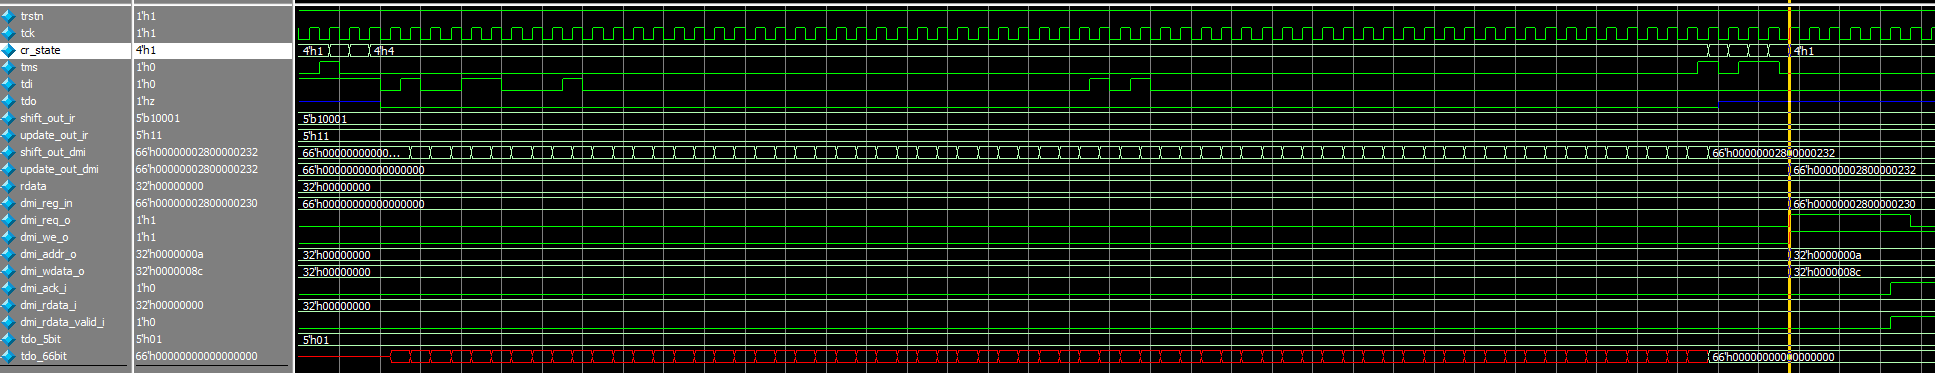 trstn 1'h1
tck 1'h1
cr_state 4'h1 4'h1 4'h4 4'h1
tms 1'h0
tdi 1'h0
tdo 1'hz
shift_out_ir 5'b10001 5'b10001
update_out_ir 5'h11 5'h11
shift_out_dmi 66'h00000002800000232 66'h00000000000... 66'h00000002800000232
update_out_dmi 66'h00000002800000232 66'h00000000000000000 66'h00000002800000232
rdata 32'h00000000 32'h00000000
dmi_reg_in 66'h00000002800000230 66'h00000000000000000 66'h00000002800000230
dmi_req_o 1'h1
dmi_we_o 1'h1
dmi_addr_o 32'h0000000a 32'h00000000 32'h0000000a
dmi_wdata_o 32'h0000008c 32'h00000000 32'h0000008c
dmi_ack_i 1'h0
dmi_rdata_i 32'h00000000 32'h00000000
dmi_rdata_valid_i 1'h0
tdo_5bit 5'h01 5'h01
tdo_66bit 66'h00000000000000000 66'h00000000000000000